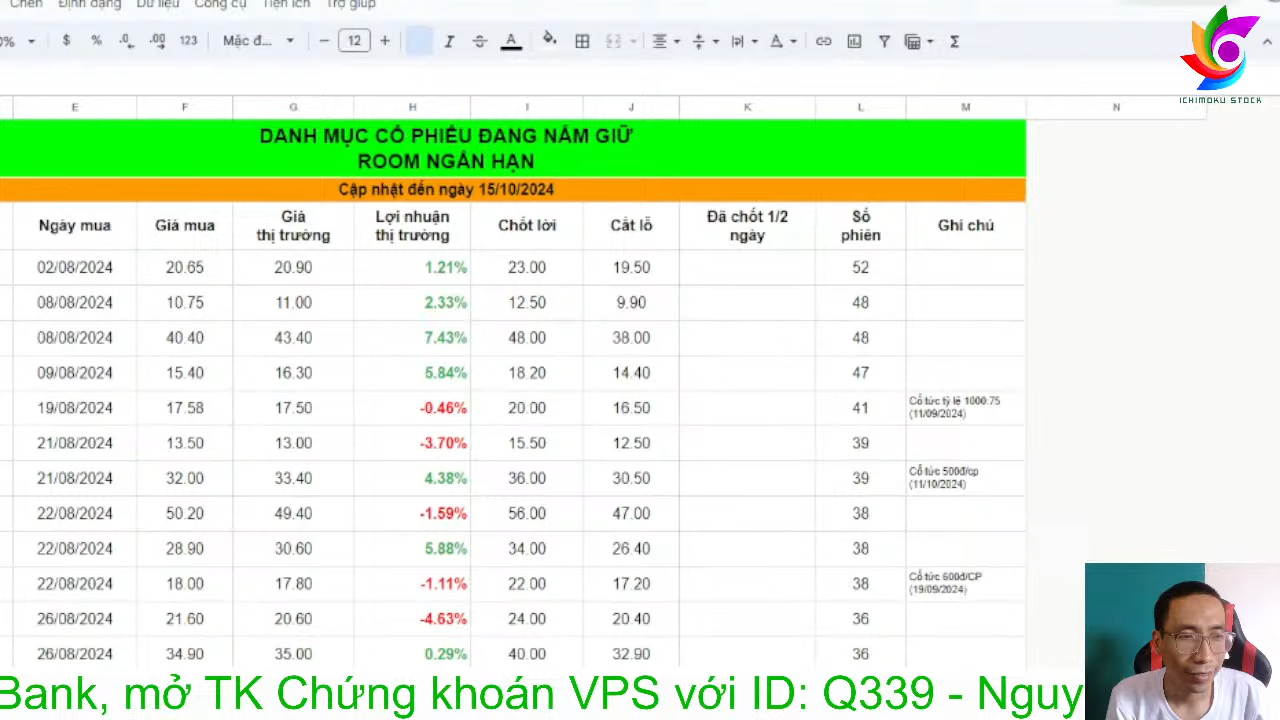 Chèn Định dạng Dữ liệu Công cụ Tiện ích Trợ giúp
0% $ % .0 .00 123 Mặc đ... − 12 + I S A A Σ
ICHIMOKU STOCK
E F G H I J K L M N
DANH MỤC CỔ PHIẾU ĐANG NẮM GIỮ
ROOM NGẮN HẠN
Cập nhật đến ngày 15/10/2024
Ngày mua Giá mua Giá thị trường Lợi nhuận thị trường Chốt lời Cắt lỗ Đã chốt 1/2 ngày Số phiên Ghi chú
02/08/2024 20.65 20.90 1.21% 23.00 19.50 52
08/08/2024 10.75 11.00 2.33% 12.50 9.90 48
08/08/2024 40.40 43.40 7.43% 48.00 38.00 48
09/08/2024 15.40 16.30 5.84% 18.20 14.40 47
19/08/2024 17.58 17.50 -0.46% 20.00 16.50 41 Cổ tức tỷ lệ 1000:75 (11/09/2024)
21/08/2024 13.50 13.00 -3.70% 15.50 12.50 39
21/08/2024 32.00 33.40 4.38% 36.00 30.50 39 Cổ tức 500đ/cp (11/10/2024)
22/08/2024 50.20 49.40 -1.59% 56.00 47.00 38
22/08/2024 28.90 30.60 5.88% 34.00 26.40 38
22/08/2024 18.00 17.80 -1.11% 22.00 17.20 38 Cổ tức 600đ/CP (19/09/2024)
26/08/2024 21.60 20.60 -4.63% 24.00 20.40 36
26/08/2024 34.90 35.00 0.29% 40.00 32.90 36
Bank, mở TK Chứng khoán VPS với ID: Q339 - Nguy